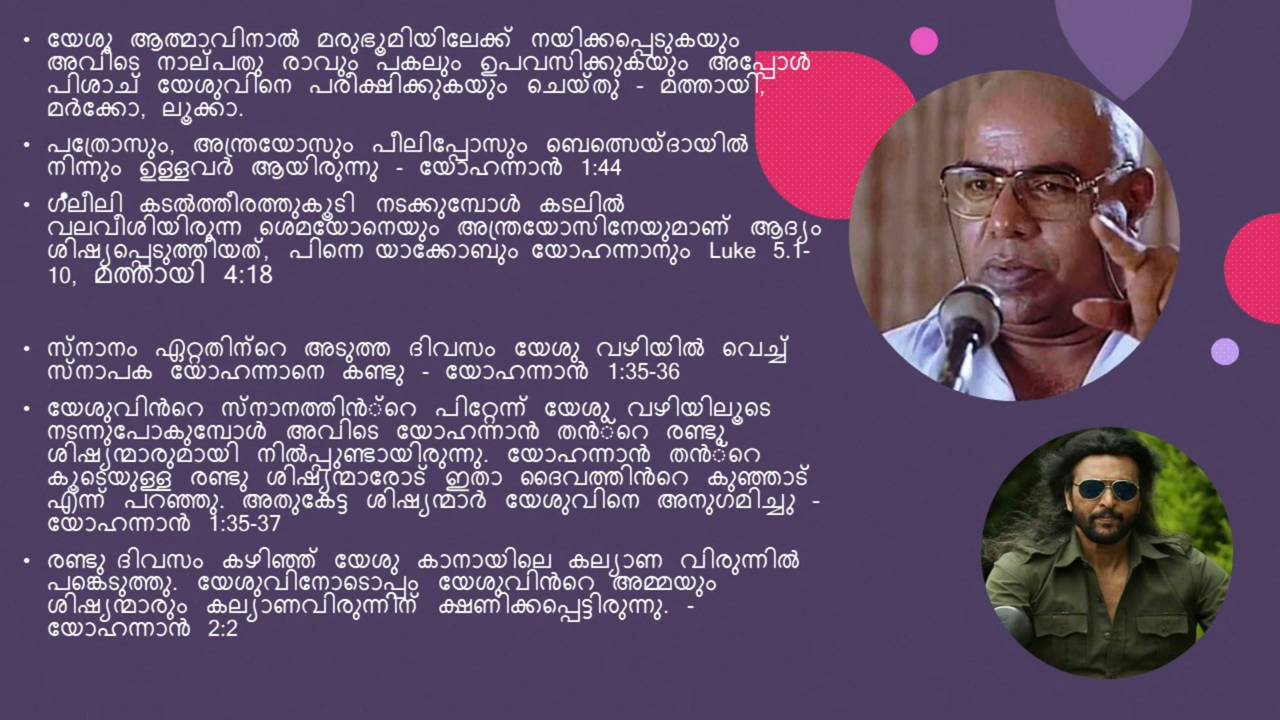 • യേശു ആത്മാവിനാൽ മരുഭൂമിയിലേക്ക് നയിക്കപ്പെടുകയും
അവിടെ നാല്പതു രാവും പകലും ഉപവസിക്കുകയും അപ്പോൾ
പിശാച് യേശുവിനെ പരീക്ഷിക്കുകയും ചെയ്തു - മത്തായി,
മർക്കോ, ലൂക്കാ.
• പത്രോസും, അന്ത്രയോസും പീലിപ്പോസും ബെത്സെയ്ദായിൽ
നിന്നും ഉള്ളവർ ആയിരുന്നു - യോഹന്നാൻ 1:44
• ഗീലീലി കടൽത്തീരത്തുകൂടി നടക്കുമ്പോൾ കടലിൽ
വലവീശിയിരുന്ന ശെമയോനെയും അന്ത്രയോസിനേയുമാണ് ആദ്യം
ശിഷ്യപ്പെടുത്തിയത്, പിന്നെ യാക്കോബും യോഹന്നാനും Luke 5.1-
10, മത്തായി 4:18
• സ്നാനം ഏറ്റതിന്റെ അടുത്ത ദിവസം യേശു വഴിയിൽ വെച്ച്
സ്നാപക യോഹന്നാനെ കണ്ടു - യോഹന്നാൻ 1:35-36
• യേശുവിൻറെ സ്നാനത്തിൻ്റെ പിറ്റേന്ന് യേശു വഴിയിലൂടെ
നടന്നുപോകുമ്പോൾ അവിടെ യോഹന്നാൻ തൻ്റെ രണ്ടു
ശിഷ്യന്മാരുമായി നിൽപ്പുണ്ടായിരുന്നു. യോഹന്നാൻ തൻ്റെ
കൂടെയുള്ള രണ്ടു ശിഷ്യന്മാരോട് ഇതാ ദൈവത്തിൻറെ കുഞ്ഞാട്
എന്ന് പറഞ്ഞു. അതുകേട്ട ശിഷ്യന്മാർ യേശുവിനെ അനുഗമിച്ചു -
യോഹന്നാൻ 1:35-37
• രണ്ടു ദിവസം കഴിഞ്ഞ് യേശു കാനായിലെ കല്യാണ വിരുന്നിൽ
പങ്കെടുത്തു. യേശുവിനോടൊപ്പം യേശുവിൻറെ അമ്മയും
ശിഷ്യന്മാരും കല്യാണവിരുന്നിന് ക്ഷണിക്കപ്പെട്ടിരുന്നു. -
യോഹന്നാൻ 2:2